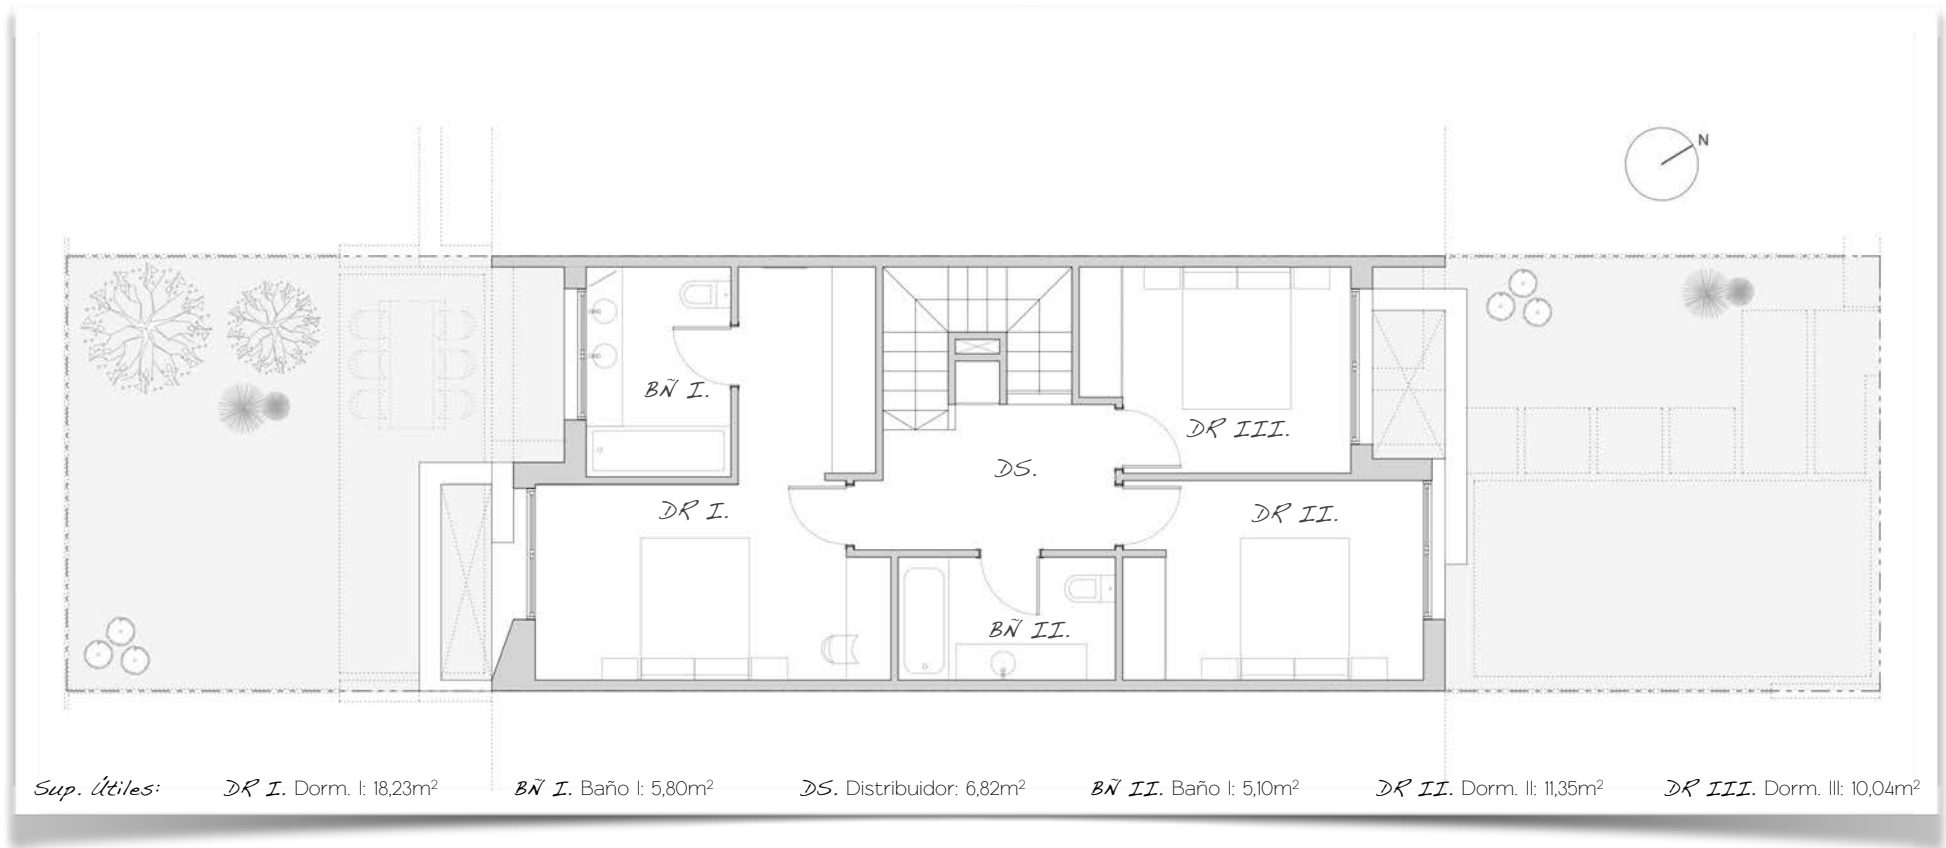 N
BÑ I.
DR III.
DS.
DR I.
DR II.
BÑ II.
Sup. Útiles: DR I. Dorm. I: 18,23m² BÑ I. Baño I: 5,80m² DS. Distribuidor: 6,82m² BÑ II. Baño I: 5,10m² DR II. Dorm. II: 11,35m² DR III. Dorm. III: 10,04m²